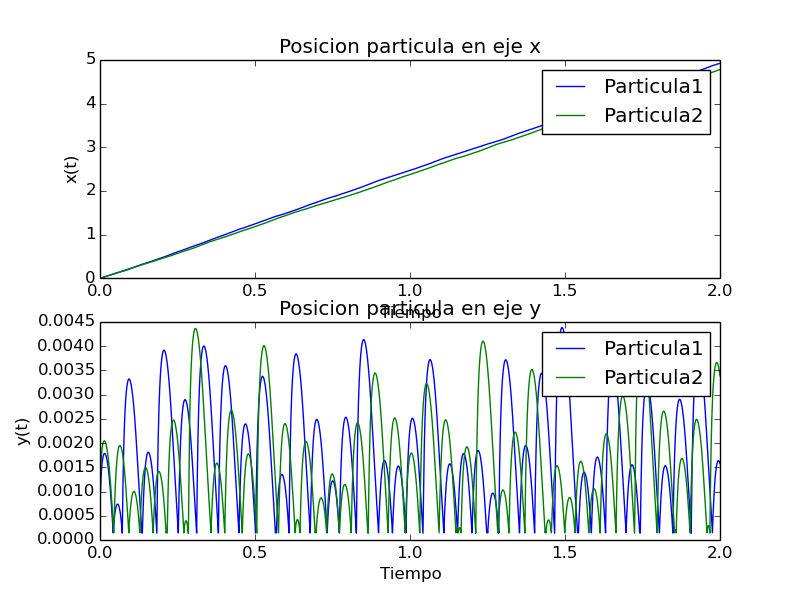 Posicion particula en eje x
5
4
3
2
1
0
x(t)
Particula1
Particula2
0.0 0.5 1.0 1.5 2.0
Tiempo
Posicion particula en eje y
0.0045
0.0040
0.0035
0.0030
0.0025
0.0020
0.0015
0.0010
0.0005
0.0000
y(t)
Particula1
Particula2
0.0 0.5 1.0 1.5 2.0
Tiempo